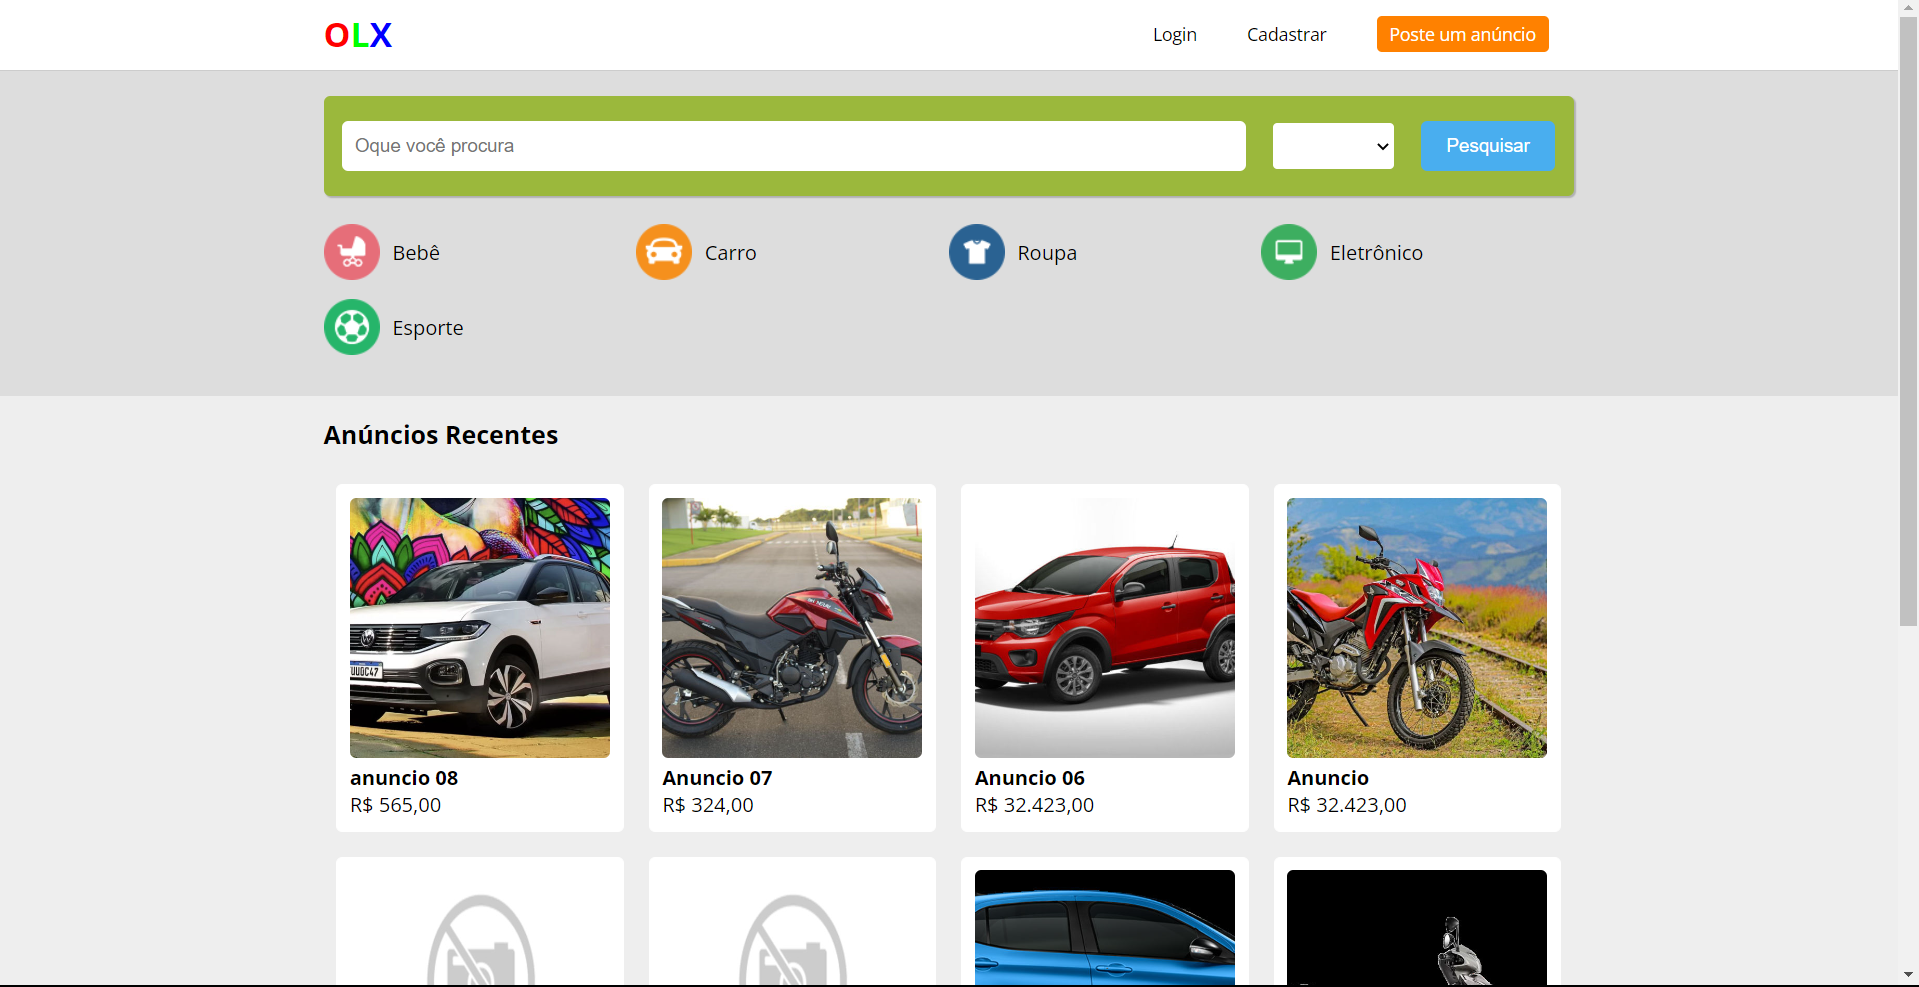 OLX
Login
Cadastrar
Poste um anúncio
Oque você procura
Pesquisar
Bebê
Carro
Roupa
Eletrônico
Esporte
Anúncios Recentes
UUOC47
anuncio 08
R$ 565,00
Anuncio 07
R$ 324,00
Anuncio 06
R$ 32.423,00
Anuncio
R$ 32.423,00